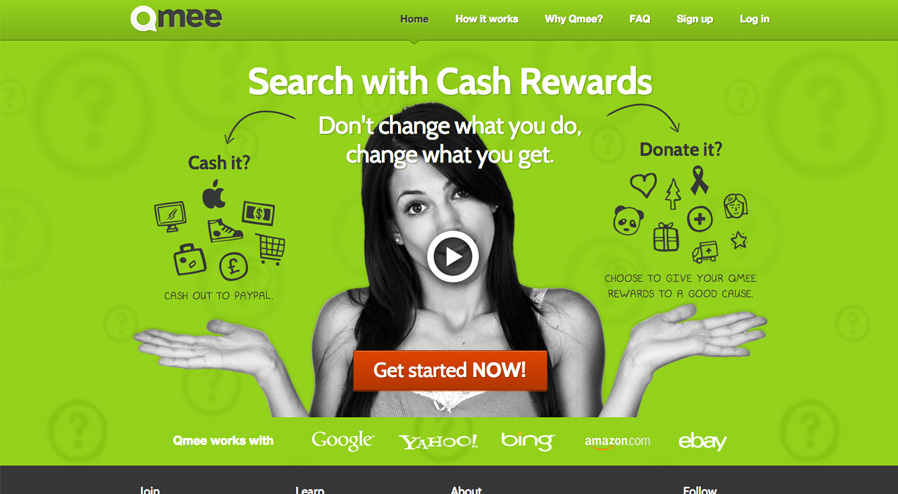 Qmee
Home How it works Why Qmee? FAQ Sign up Log in
Search with Cash Rewards
Don't change what you do,
change what you get.
Cash it?
CASH OUT TO PAYPAL.
Donate it?
CHOOSE TO GIVE YOUR QMEE
REWARDS TO A GOOD CAUSE.
Get started NOW!
Qmee works with Google YAHOO! bing amazon.com ebay
Join Learn About Follow